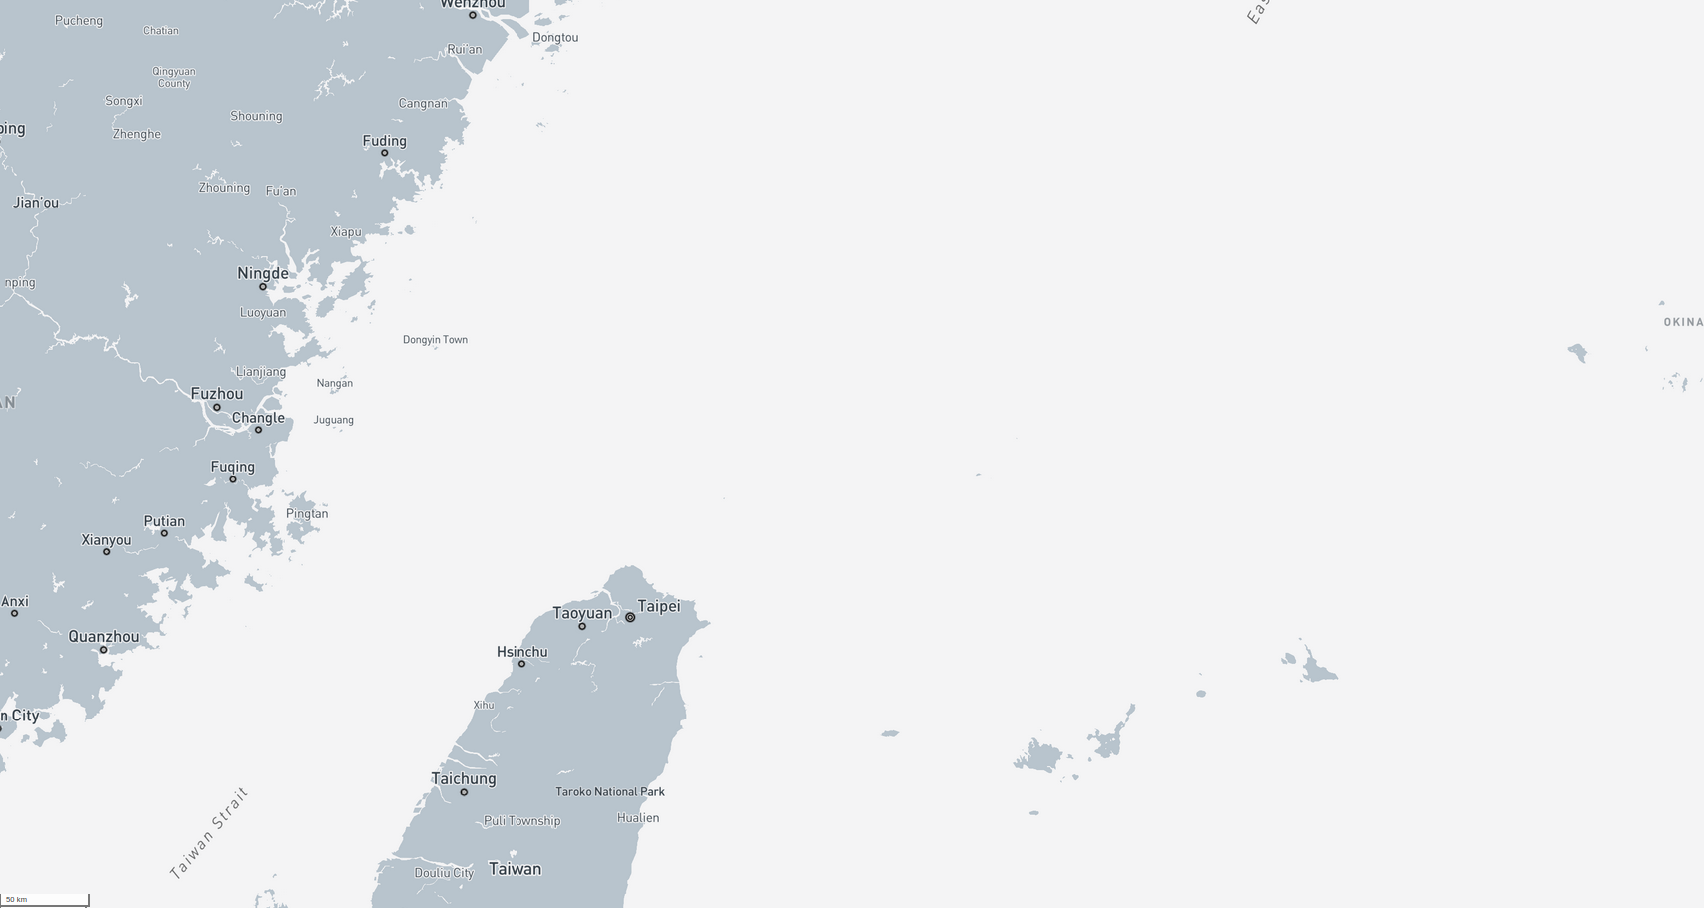 Wenzhou
Pucheng
Chatian
Dongtou
Rui'an
Qingyuan
County
Songxi
Cangnan
Shouning
ping
Zhenghe
Fuding
Zhouning
Fu'an
Jian'ou
Xiapu
Ningde
nping
Luoyuan
OKINA
Dongyin Town
Lianjiang
Nangan
Fuzhou
AN
Changle
Juguang
Fuqing
Pingtan
Putian
Xianyou
Anxi
Taipei
Taoyuan
Quanzhou
Hsinchu
Xihu
n City
Taichung
Taroko National Park
Hualien
Puli Township
Taiwan Strait
Taiwan
Douliu City
50 km